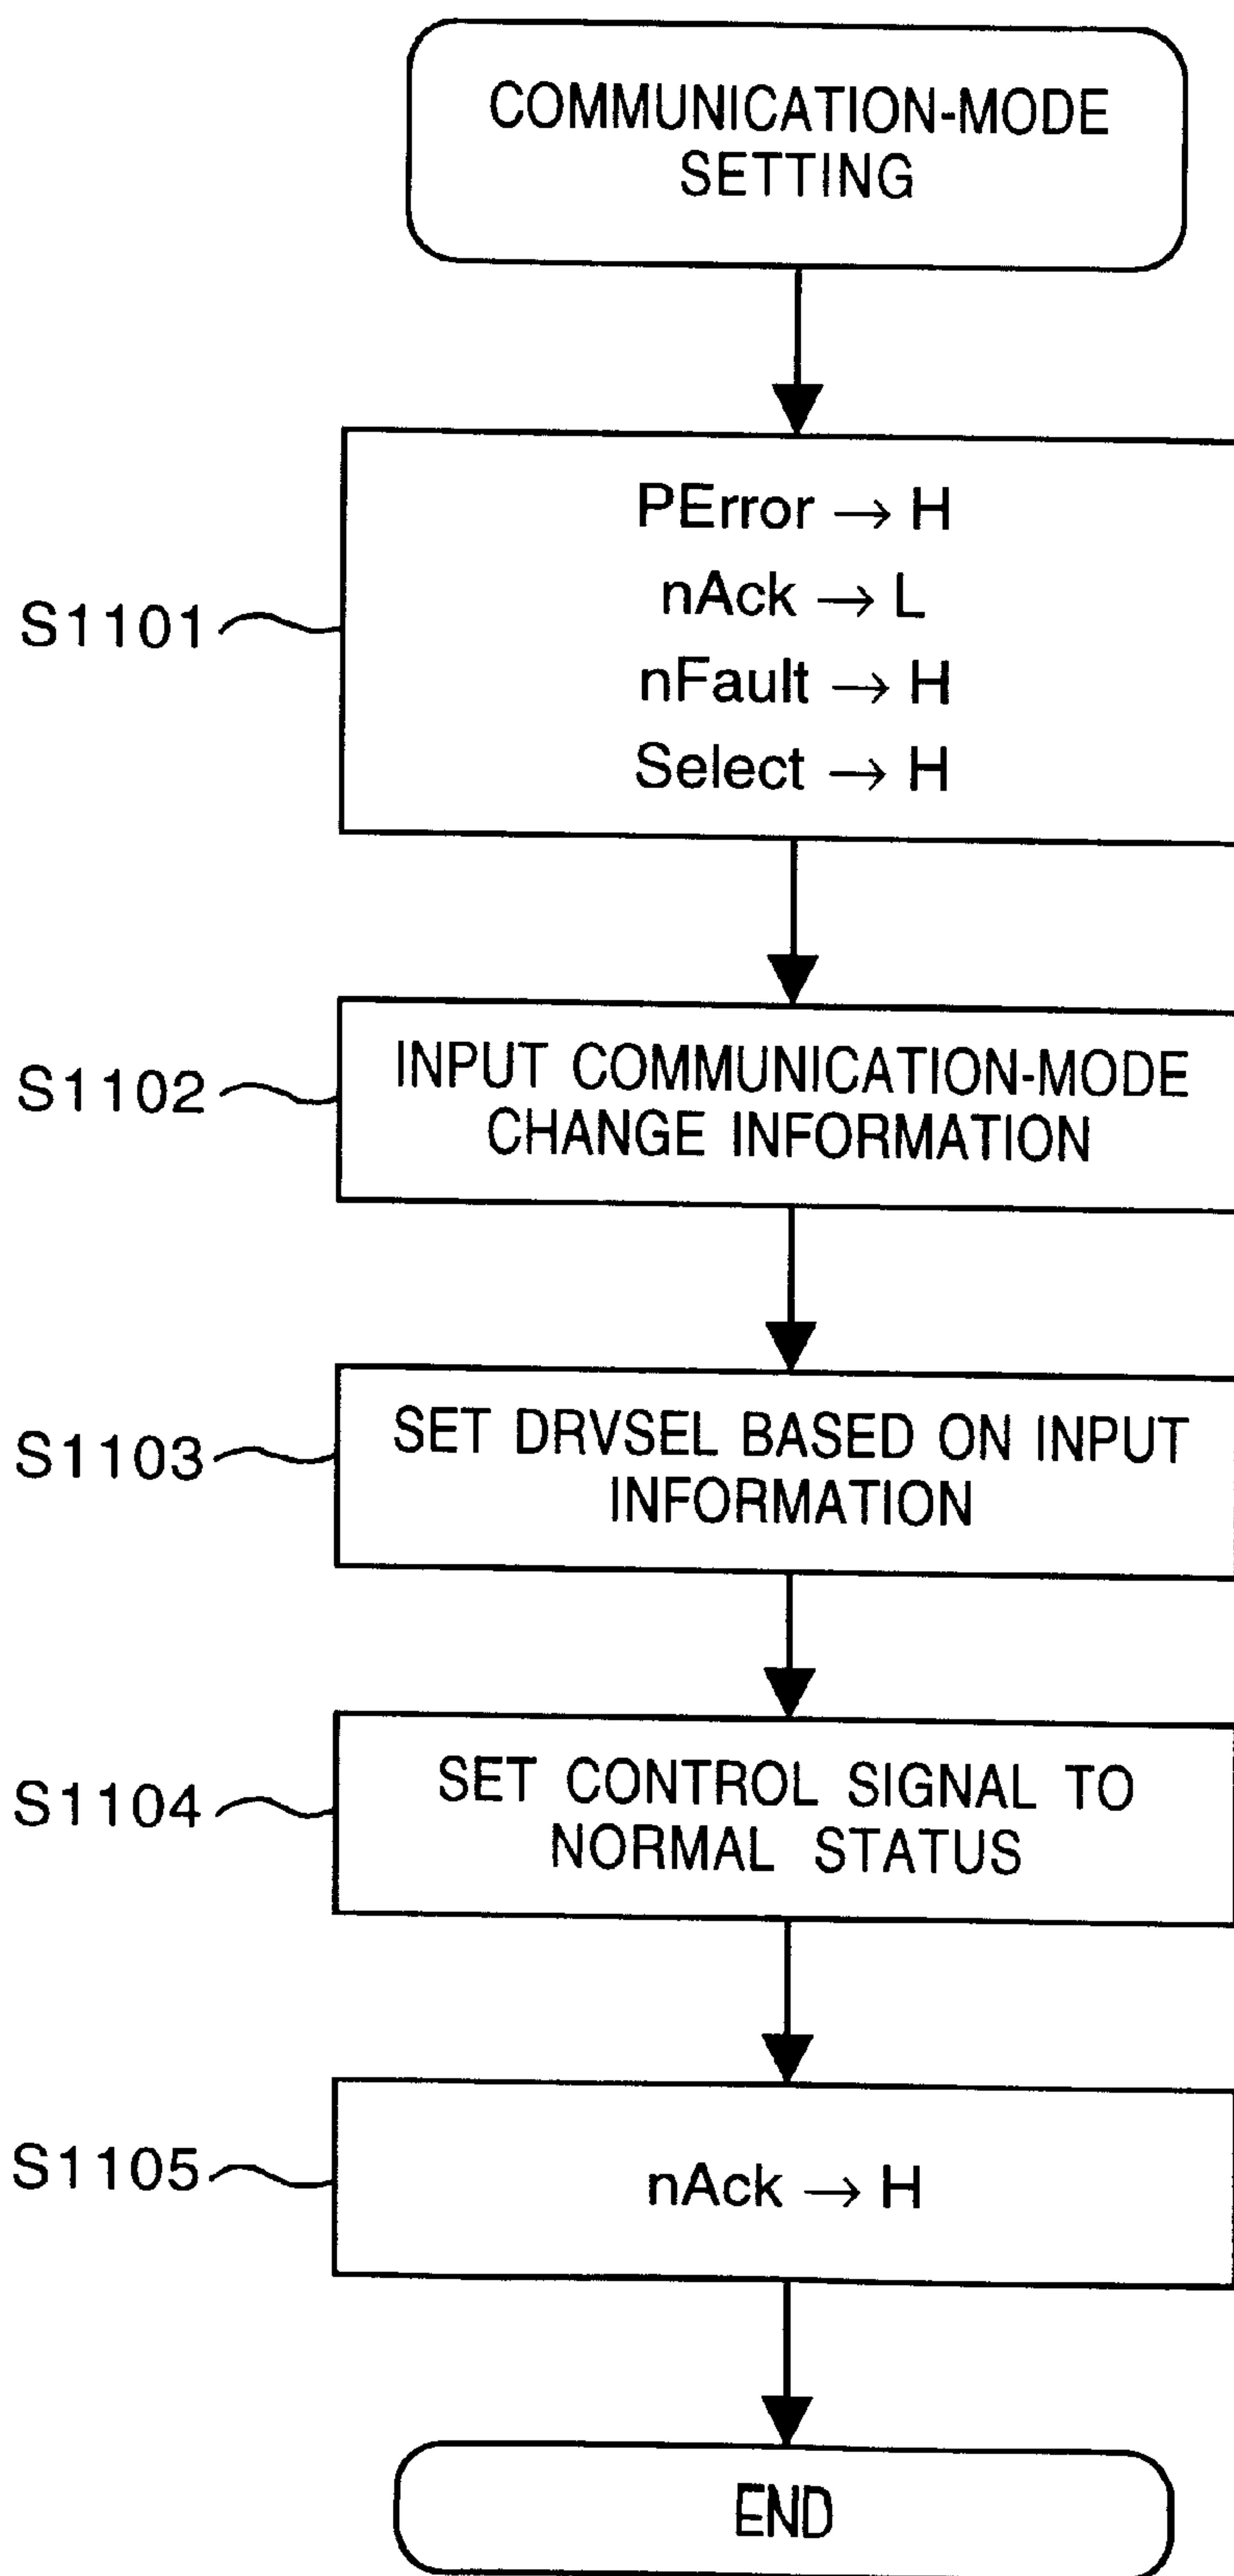 COMMUNICATION-MODE
SETTING
S1101
PError → H
nAck → L
nFault → H
Select → H
S1102
INPUT COMMUNICATION-MODE
CHANGE INFORMATION
S1103
SET DRVSEL BASED ON INPUT
INFORMATION
S1104
SET CONTROL SIGNAL TO
NORMAL STATUS
S1105
nAck → H
END